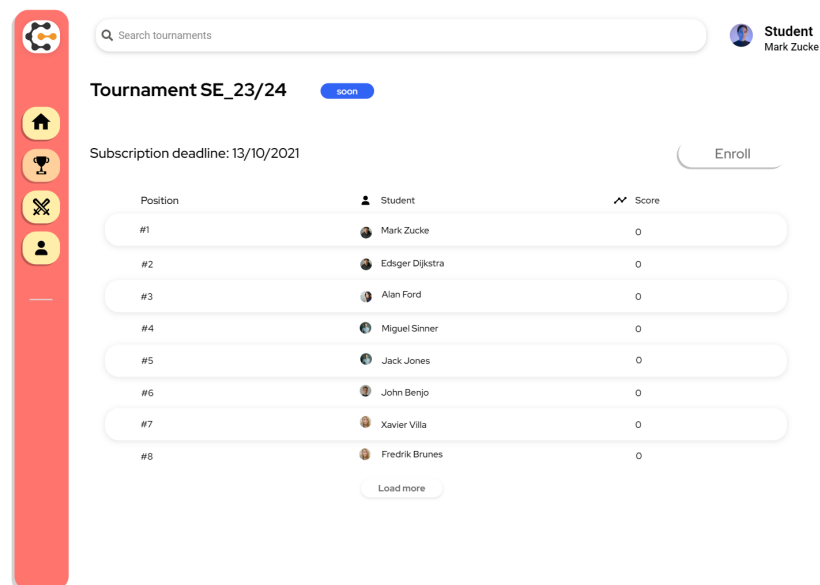 Search tournaments
Student
Mark Zucke
Tournament SE_23/24 soon
Subscription deadline: 13/10/2021 Enroll
Position Student Score
#1 Mark Zucke 0
#2 Edsger Dijkstra 0
#3 Alan Ford 0
#4 Miguel Sinner 0
#5 Jack Jones 0
#6 John Benjo 0
#7 Xavier Villa 0
#8 Fredrik Brunes 0
Load more